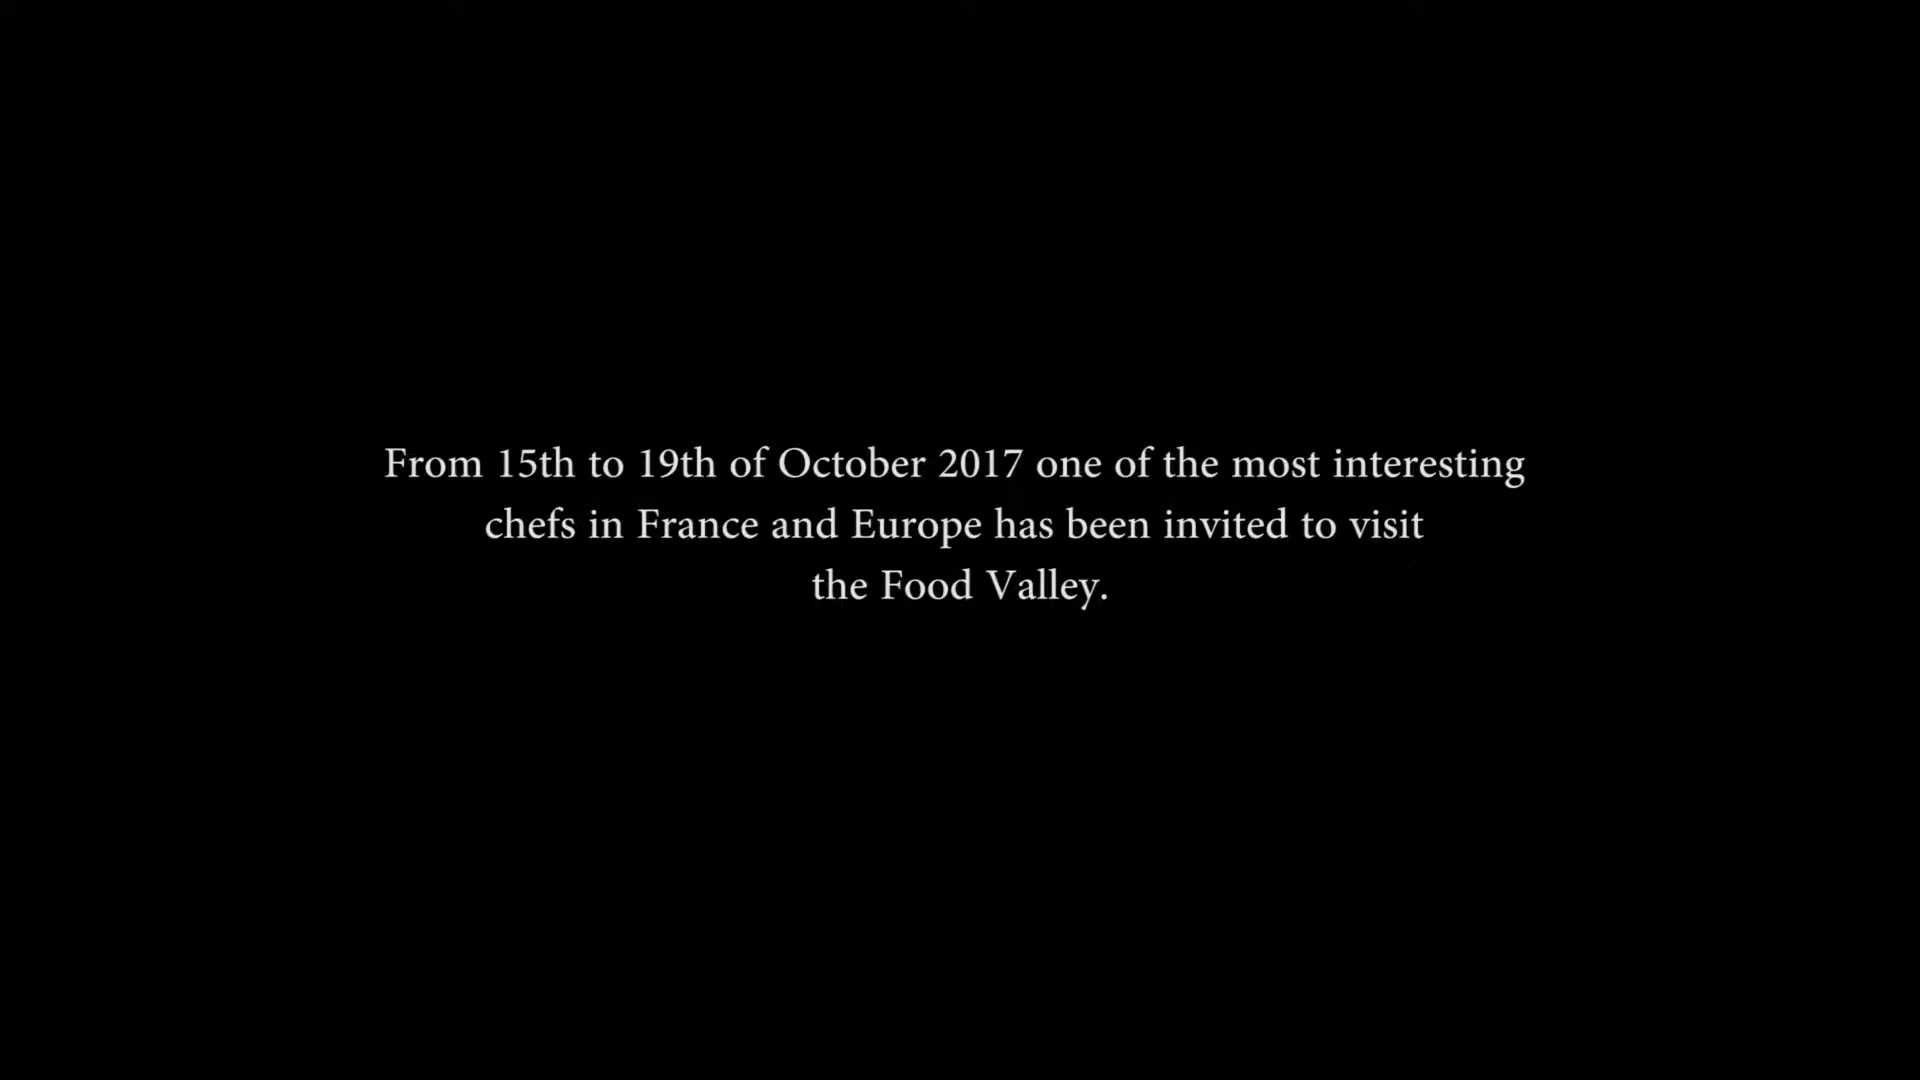 From 15th to 19th of October 2017 one of the most interesting
chefs in France and Europe has been invited to visit
the Food Valley.